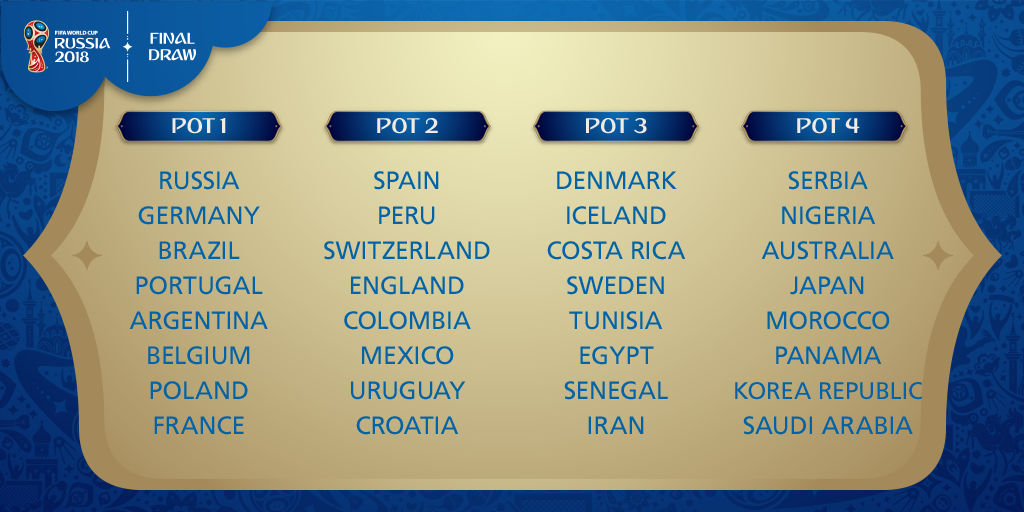 FIFA WORLD CUP
RUSSIA
2018
FINAL
DRAW
POT 1
RUSSIA
GERMANY
BRAZIL
PORTUGAL
ARGENTINA
BELGIUM
POLAND
FRANCE
POT 2
SPAIN
PERU
SWITZERLAND
ENGLAND
COLOMBIA
MEXICO
URUGUAY
CROATIA
POT 3
DENMARK
ICELAND
COSTA RICA
SWEDEN
TUNISIA
EGYPT
SENEGAL
IRAN
POT 4
SERBIA
NIGERIA
AUSTRALIA
JAPAN
MOROCCO
PANAMA
KOREA REPUBLIC
SAUDI ARABIA